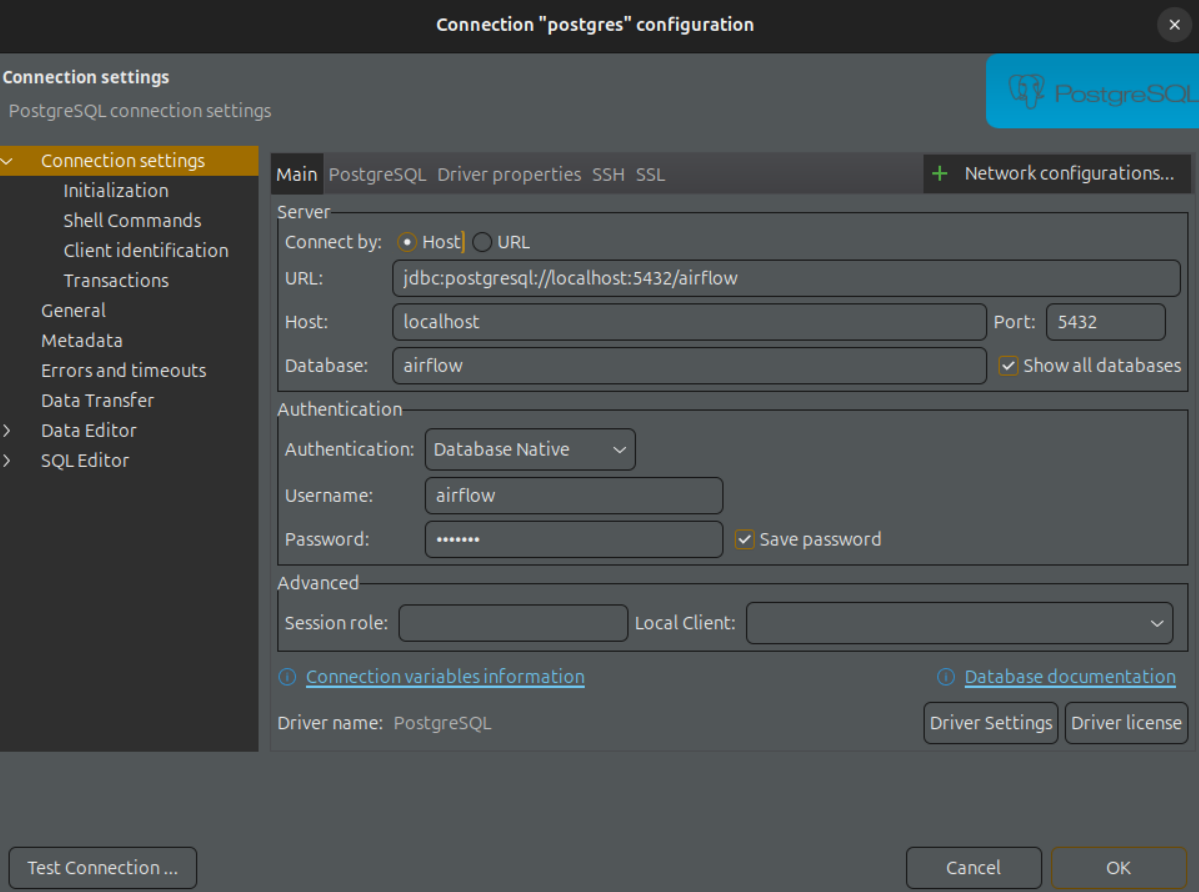 Connection "postgres" configuration
Connection settings
PostgreSQL connection settings
PostgreSQL
Connection settings
Initialization
Shell Commands
Client identification
Transactions
General
Metadata
Errors and timeouts
Data Transfer
Data Editor
SQL Editor
Main PostgreSQL Driver properties SSH SSL
Network configurations...
Server
Connect by: Host URL
URL: jdbc:postgresql://localhost:5432/airflow
Host: localhost Port: 5432
Database: airflow Show all databases
Authentication
Authentication: Database Native
Username: airflow
Password: ••••••• Save password
Advanced
Session role: Local Client:
Connection variables information Database documentation
Driver name: PostgreSQL Driver Settings Driver license
Test Connection ... Cancel OK